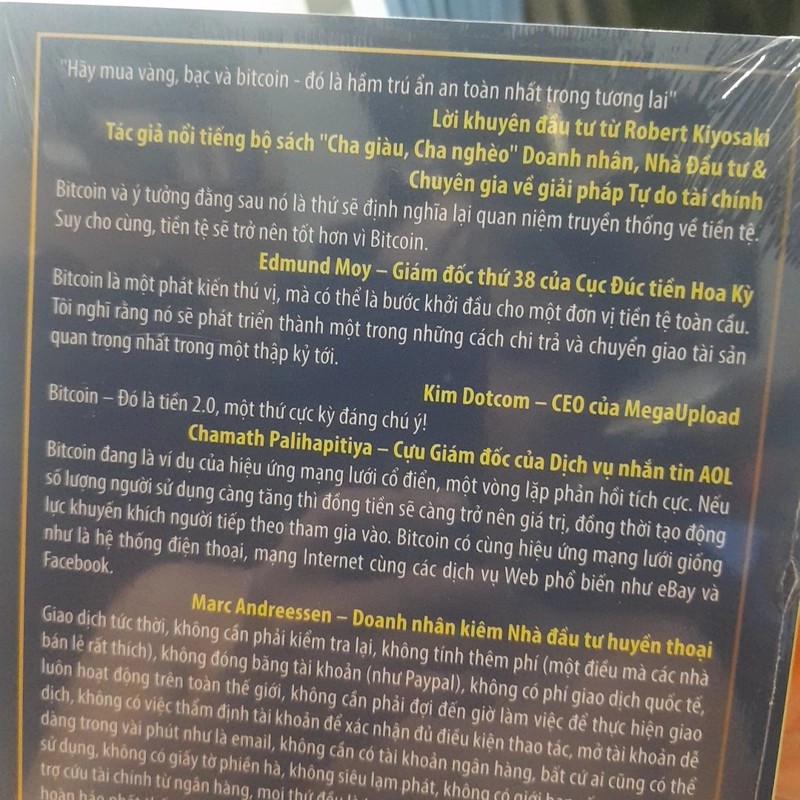 "Hãy mua vàng, bạc và bitcoin - đó là hầm trú ẩn an toàn nhất trong tương lai"
Lời khuyên đầu tư từ Robert Kiyosaki
Tác giả nổi tiếng bộ sách "Cha giàu, Cha nghèo" Doanh nhân, Nhà Đầu tư &
Chuyên gia về giải pháp Tự do tài chính
Bitcoin và ý tưởng đằng sau nó là thứ sẽ định nghĩa lại quan niệm truyền thống về tiền tệ.
Suy cho cùng, tiền tệ sẽ trở nên tốt hơn vì Bitcoin.
Edmund Moy – Giám đốc thứ 38 của Cục Đúc tiền Hoa Kỳ
Bitcoin là một phát kiến thú vị, mà có thể là bước khởi đầu cho một đơn vị tiền tệ toàn cầu.
Tôi nghĩ rằng nó sẽ phát triển thành một trong những cách chi trả và chuyển giao tài sản
quan trọng nhất trong một thập kỷ tới.
Kim Dotcom – CEO của MegaUpload
Bitcoin – Đó là tiền 2.0, một thứ cực kỳ đáng chú ý!
Chamath Palihapitiya – Cựu Giám đốc của Dịch vụ nhắn tin AOL
Bitcoin đang là ví dụ của hiệu ứng mạng lưới cổ điển, một vòng lặp phản hồi tích cực. Nếu
số lượng người sử dụng càng tăng thì đồng tiền sẽ càng trở nên giá trị, đồng thời tạo động
lực khuyến khích người tiếp theo tham gia vào. Bitcoin có cùng hiệu ứng mạng lưới giống
như là hệ thống điện thoại, mạng Internet cùng các dịch vụ Web phổ biến như eBay và
Facebook.
Marc Andreessen – Doanh nhân kiêm Nhà đầu tư huyền thoại
Giao dịch tức thời, không cần phải kiểm tra lại, không tính thêm phí (một điều mà các nhà
bán lẻ rất thích), không đóng băng tài khoản (như Paypal), không có phí giao dịch quốc tế,
luôn hoạt động trên toàn thế giới, không cần phải đợi đến giờ làm việc để thực hiện giao
dịch, không có việc thẩm định tài khoản để xác nhận đủ điều kiện thao tác, mở tài khoản dễ
dàng trong vài phút như là email, không cần có tài khoản ngân hàng, bất cứ ai cũng có thể
sử dụng, không có giấy tờ phiền hà, không siêu lạm phát, không có giới hạn
trợ cứu tài chính từ ngân hàng, mọi thứ đều là
hoàn hảo nhất